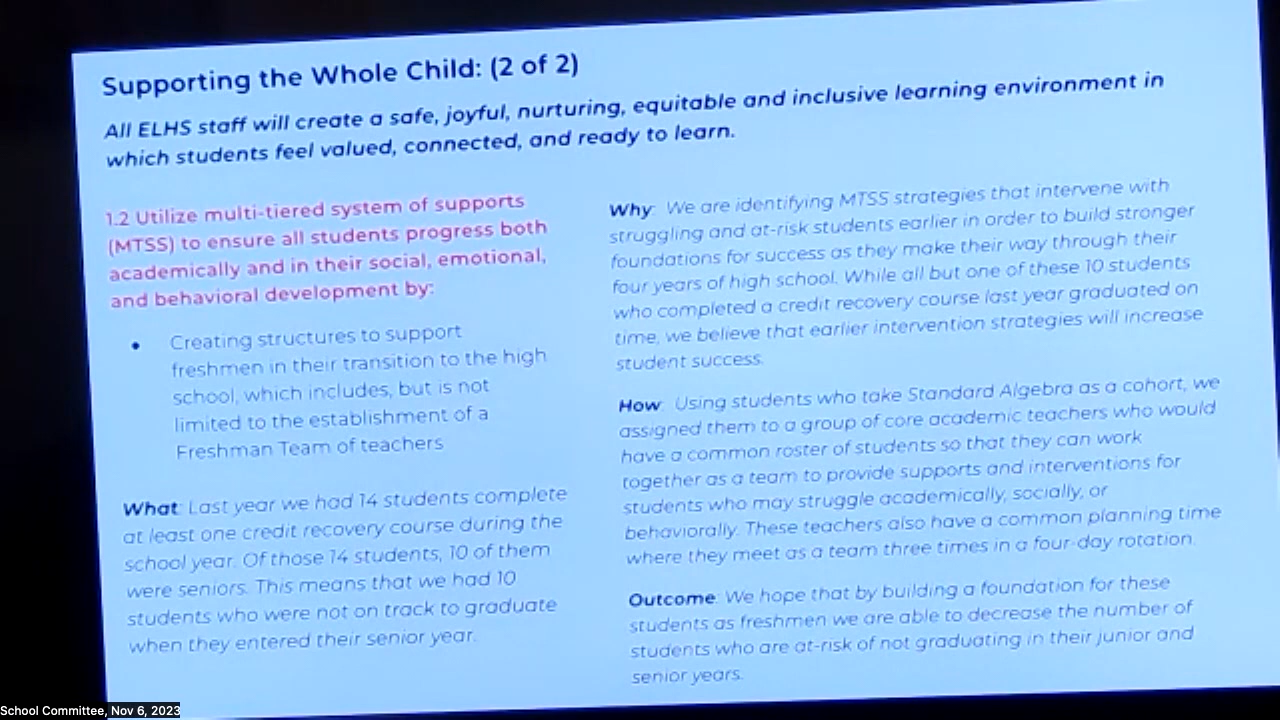 Supporting the Whole Child: (2 of 2)
All ELHS staff will create a safe, joyful, nurturing, equitable and inclusive learning environment in
which students feel valued, connected, and ready to learn.
1.2 Utilize multi-tiered system of supports
(MTSS) to ensure all students progress both
academically and in their social, emotional,
and behavioral development by:
• Creating structures to support
freshmen in their transition to the high
school, which includes, but is not
limited to the establishment of a
Freshman Team of teachers
What: Last year we had 14 students complete
at least one credit recovery course during the
school year. Of those 14 students, 10 of them
were seniors. This means that we had 10
students who were not on track to graduate
when they entered their senior year.
Why: We are identifying MTSS strategies that intervene with
struggling and at-risk students earlier in order to build stronger
foundations for success as they make their way through their
four years of high school. While all but one of these 10 students
who completed a credit recovery course last year graduated on
time, we believe that earlier intervention strategies will increase
student success.
How: Using students who take Standard Algebra as a cohort, we
assigned them to a group of core academic teachers who would
have a common roster of students so that they can work
together as a team to provide supports and interventions for
students who may struggle academically, socially, or
behaviorally. These teachers also have a common planning time
where they meet as a team three times in a four-day rotation.
Outcome: We hope that by building a foundation for these
students as freshmen we are able to decrease the number of
students who are at-risk of not graduating in their junior and
senior years.
School Committee, Nov 6, 2023